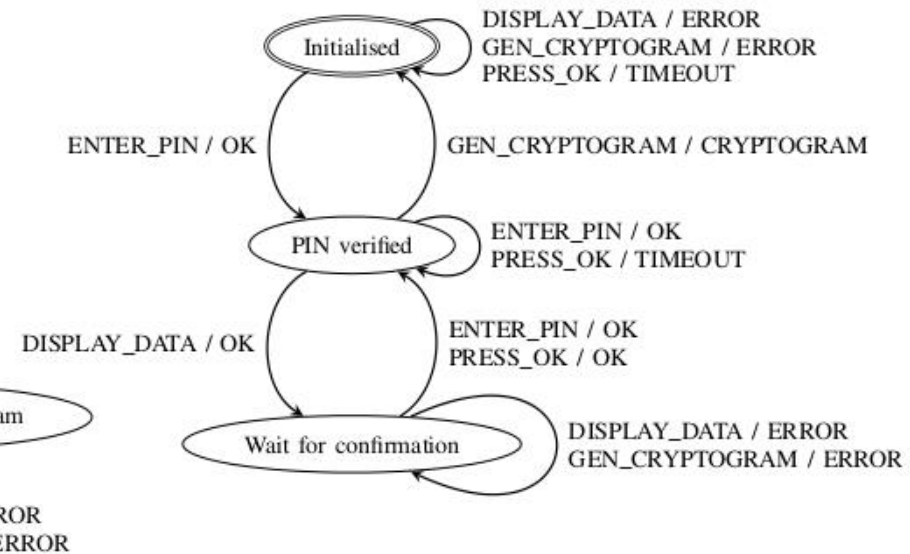 Initialised
DISPLAY_DATA / ERROR
GEN_CRYPTOGRAM / ERROR
PRESS_OK / TIMEOUT
ENTER_PIN / OK
GEN_CRYPTOGRAM / CRYPTOGRAM
PIN verified
ENTER_PIN / OK
PRESS_OK / TIMEOUT
DISPLAY_DATA / OK
ENTER_PIN / OK
PRESS_OK / OK
am
Wait for confirmation
DISPLAY_DATA / ERROR
GEN_CRYPTOGRAM / ERROR
ROR
ERROR